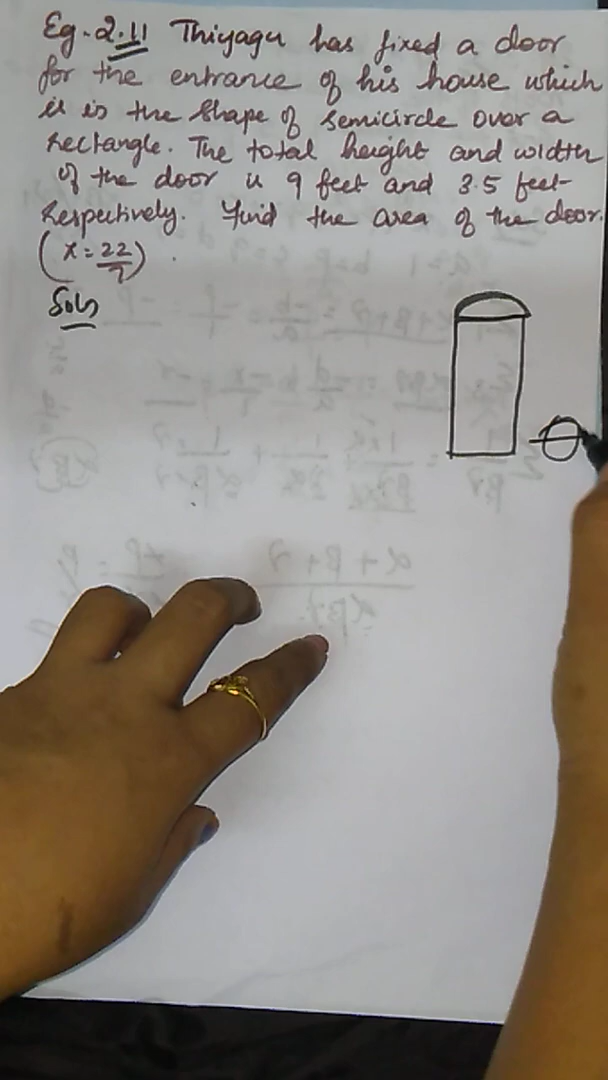 Eg. 2.11 Thiyagu has fixed a door
for the entrance of his house which
is in the shape of semicircle over a
rectangle. The total height and width
of the door is 9 feet and 3.5 feet
respectively. Find the area of the door.
(π = 22/7).
Soln